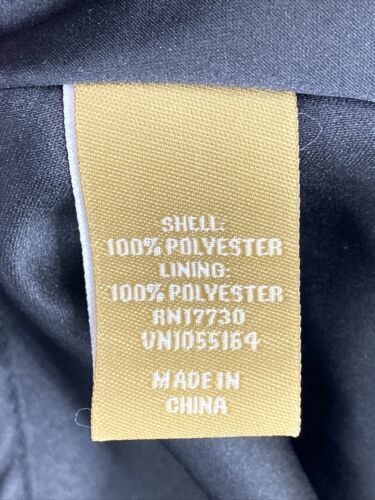 SHELL:
100% POLYESTER
LINING:
100% POLYESTER
RN17730
VN1055164
MADE IN
CHINA